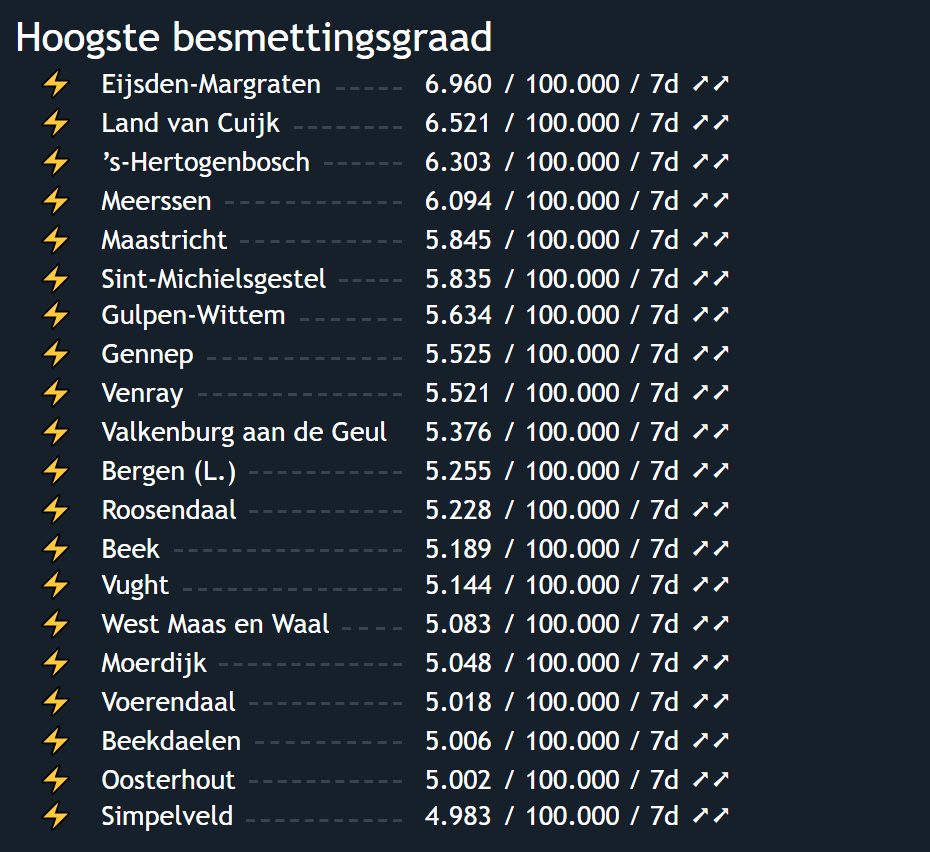 Hoogste besmettingsgraad
⚡ Eijsden-Margraten ----- 6.960 / 100.000 / 7d ➚➚
⚡ Land van Cuijk -------- 6.521 / 100.000 / 7d ➚➚
⚡ ’s-Hertogenbosch ------ 6.303 / 100.000 / 7d ➚➚
⚡ Meerssen ------------- 6.094 / 100.000 / 7d ➚➚
⚡ Maastricht ------------ 5.845 / 100.000 / 7d ➚➚
⚡ Sint-Michielsgestel ----- 5.835 / 100.000 / 7d ➚➚
⚡ Gulpen-Wittem -------- 5.634 / 100.000 / 7d ➚➚
⚡ Gennep --------------- 5.525 / 100.000 / 7d ➚➚
⚡ Venray --------------- 5.521 / 100.000 / 7d ➚➚
⚡ Valkenburg aan de Geul 5.376 / 100.000 / 7d ➚➚
⚡ Bergen (L.) ----------- 5.255 / 100.000 / 7d ➚➚
⚡ Roosendaal ----------- 5.228 / 100.000 / 7d ➚➚
⚡ Beek ----------------- 5.189 / 100.000 / 7d ➚➚
⚡ Vught ---------------- 5.144 / 100.000 / 7d ➚➚
⚡ West Maas en Waal ---- 5.083 / 100.000 / 7d ➚➚
⚡ Moerdijk -------------- 5.048 / 100.000 / 7d ➚➚
⚡ Voerendaal ----------- 5.018 / 100.000 / 7d ➚➚
⚡ Beekdaelen ----------- 5.006 / 100.000 / 7d ➚➚
⚡ Oosterhout ----------- 5.002 / 100.000 / 7d ➚➚
⚡ Simpelveld ----------- 4.983 / 100.000 / 7d ➚➚